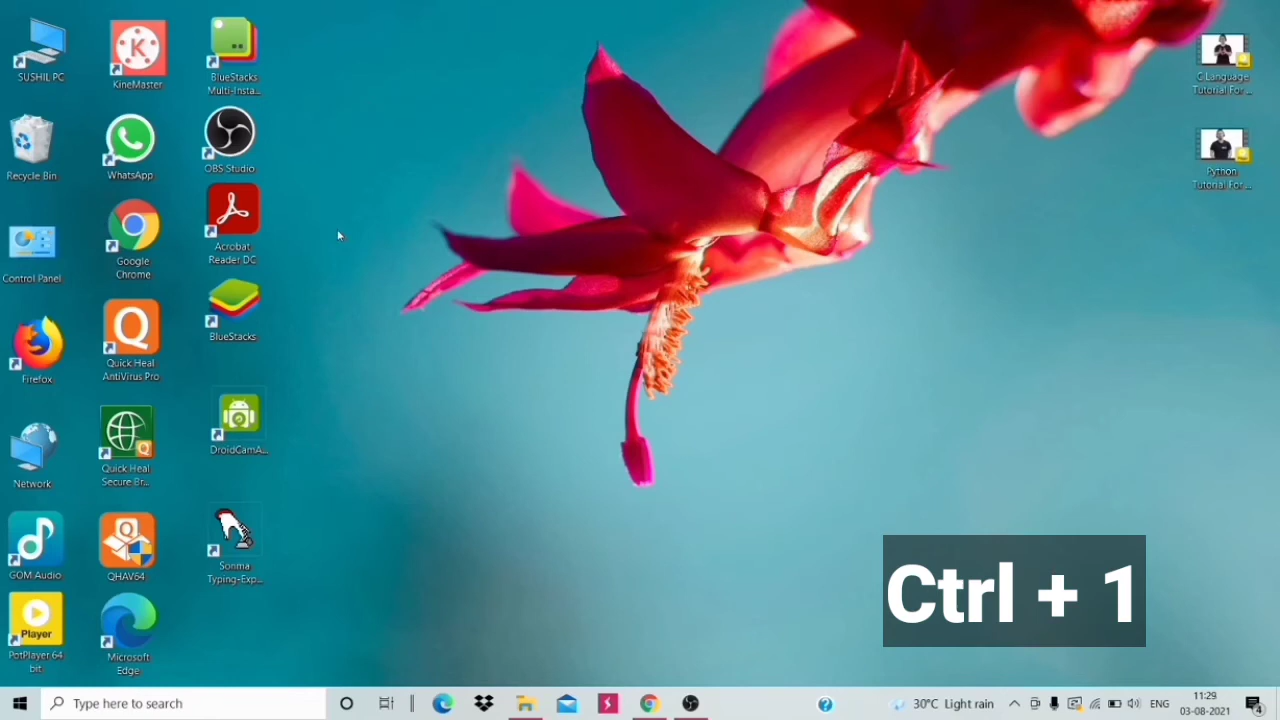 SUSHIL PC
Recycle Bin
Control Panel
Firefox
Network
GOM Audio
Player
PotPlayer 64
bit
K
KineMaster
WhatsApp
Google
Chrome
Q
Quick Heal
AntiVirus Pro
Q
Quick Heal
Secure Br...
Q
QHAV64
Microsoft
Edge
BlueStacks
Multi-Insta...
OBS Studio
Acrobat
Reader DC
BlueStacks
DroidCamA...
Sonma
Typing-Exp...
C Language
Tutorial For ...
Python
Tutorial For ...
Ctrl + 1
Type here to search
30°C Light rain
ENG
11:29
03-08-2021
4